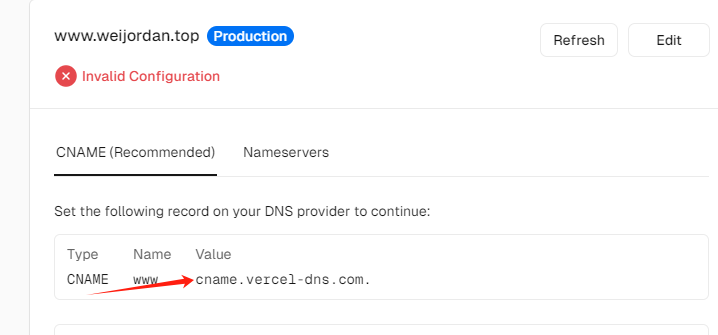 www.weijordan.top Production
Refresh Edit
Invalid Configuration
CNAME (Recommended) Nameservers
Set the following record on your DNS provider to continue:
Type Name Value
CNAME www cname.vercel-dns.com.